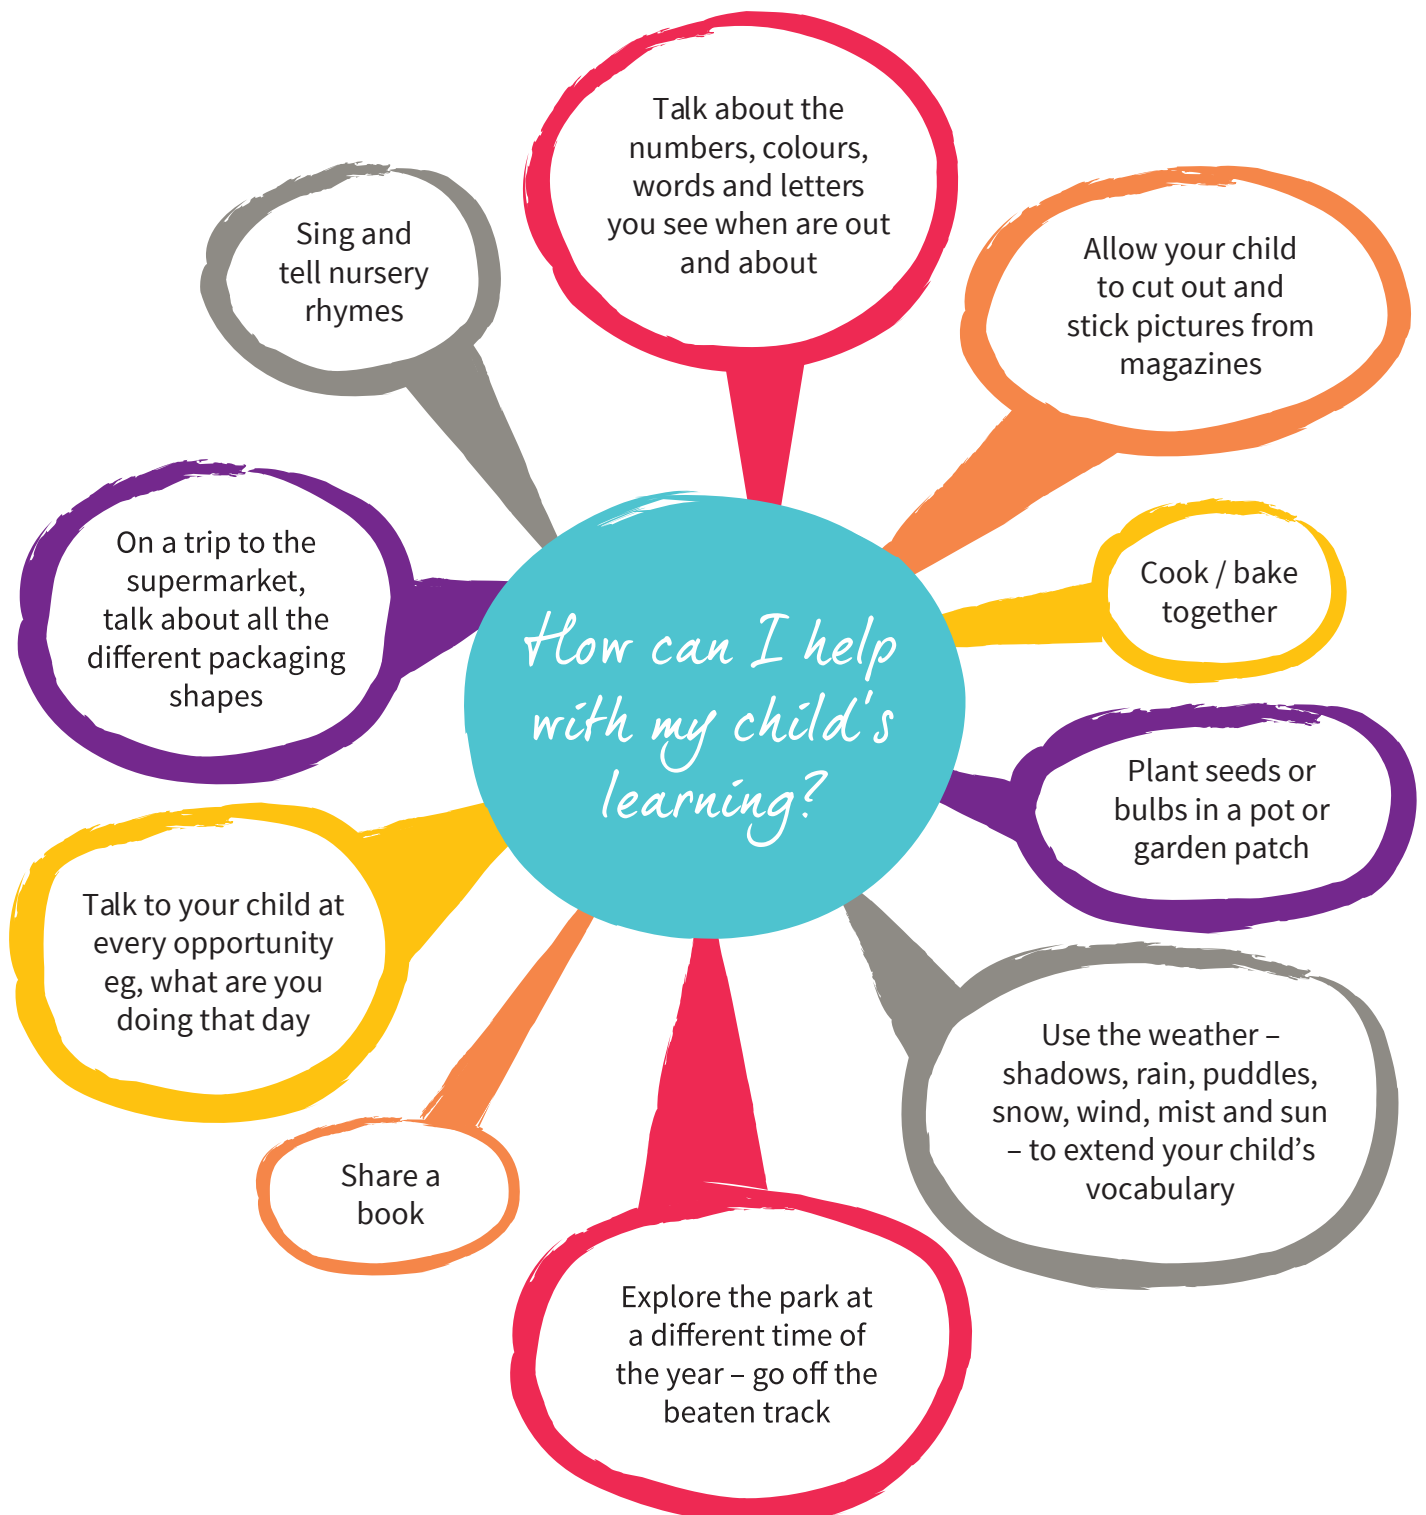 Talk about the
numbers, colours,
words and letters
you see when are out
and about
Sing and
tell nursery
rhymes
Allow your child
to cut out and
stick pictures from
magazines
On a trip to the
supermarket,
talk about all the
different packaging
shapes
Cook / bake
together
How can I help
with my child's
learning?
Plant seeds or
bulbs in a pot or
garden patch
Talk to your child at
every opportunity
eg, what are you
doing that day
Use the weather –
shadows, rain, puddles,
snow, wind, mist and sun
– to extend your child’s
vocabulary
Share a
book
Explore the park at
a different time of
the year – go off the
beaten track